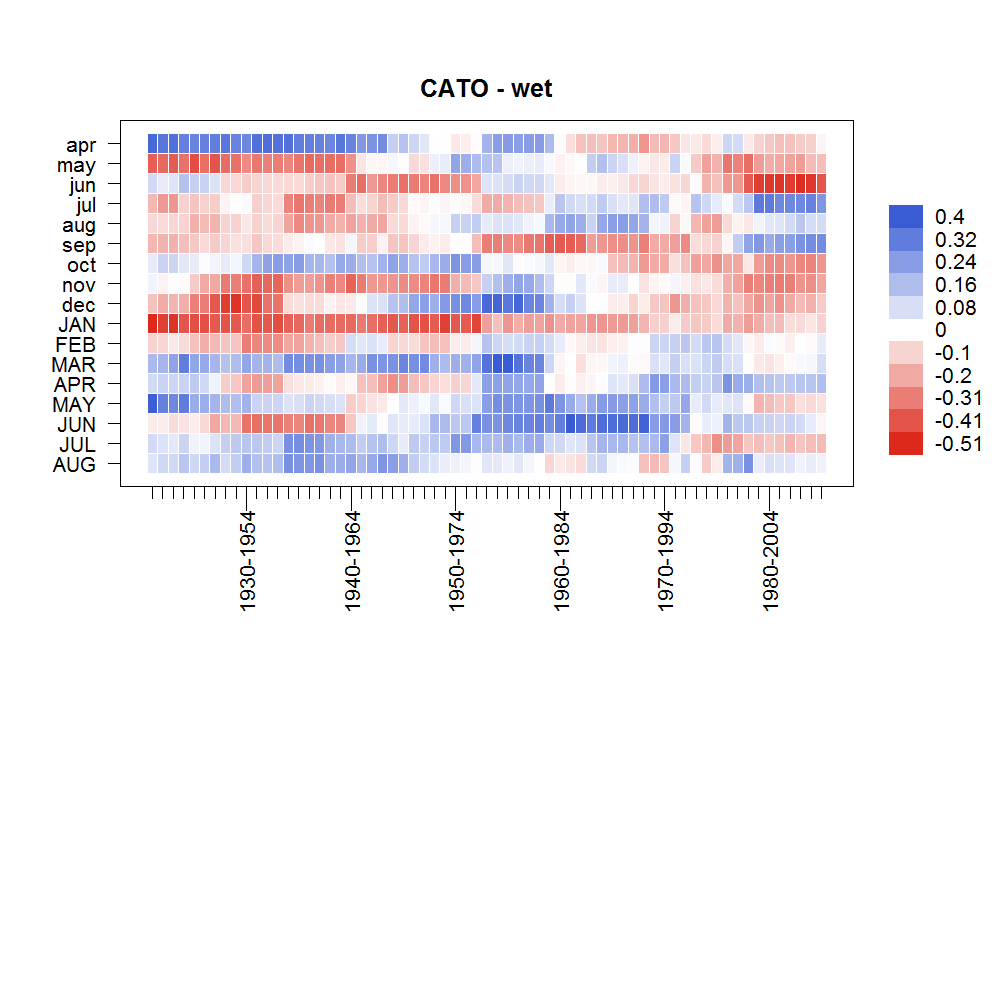 CATO - wet
apr
may
jun
jul
aug
sep
oct
nov
dec
JAN
FEB
MAR
APR
MAY
JUN
JUL
AUG
1930-1954
1940-1964
1950-1974
1960-1984
1970-1994
1980-2004
0.4
0.32
0.24
0.16
0.08
0
-0.1
-0.2
-0.31
-0.41
-0.51